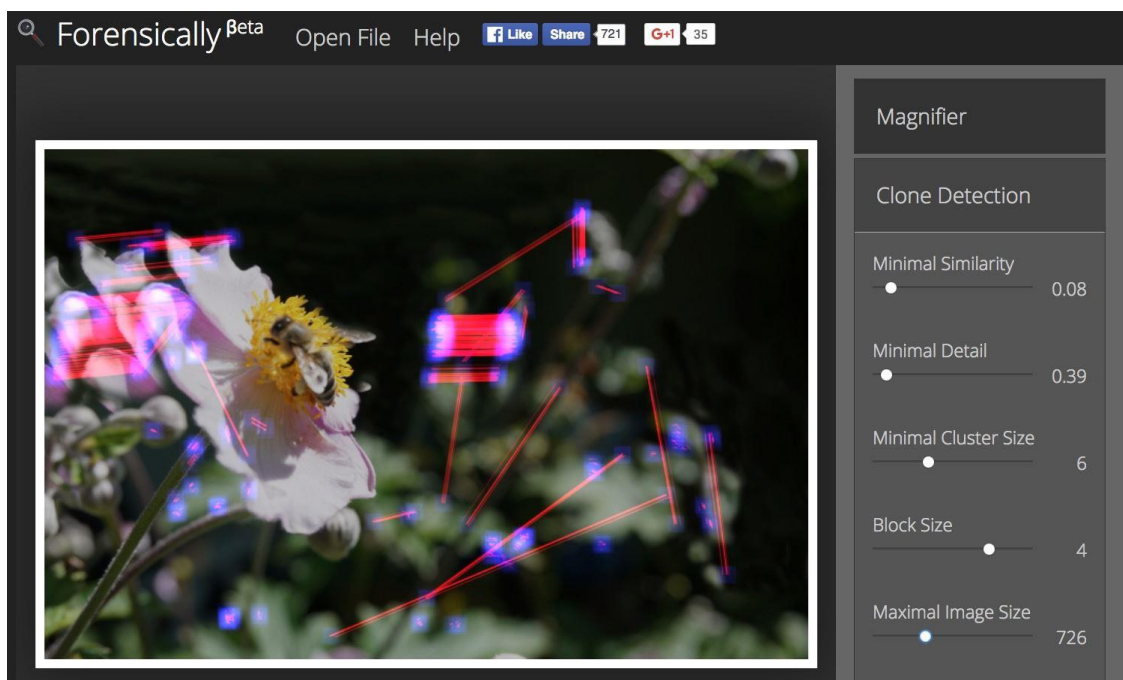 Forensically βeta Open File Help Like Share 721 G+1 35
Magnifier
Clone Detection
Minimal Similarity
0.08
Minimal Detail
0.39
Minimal Cluster Size
6
Block Size
4
Maximal Image Size
726